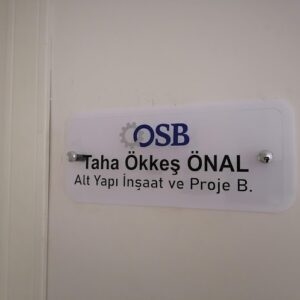 OSB
Taha Ökkeş ÖNAL
Alt Yapı İnşaat ve Proje B.